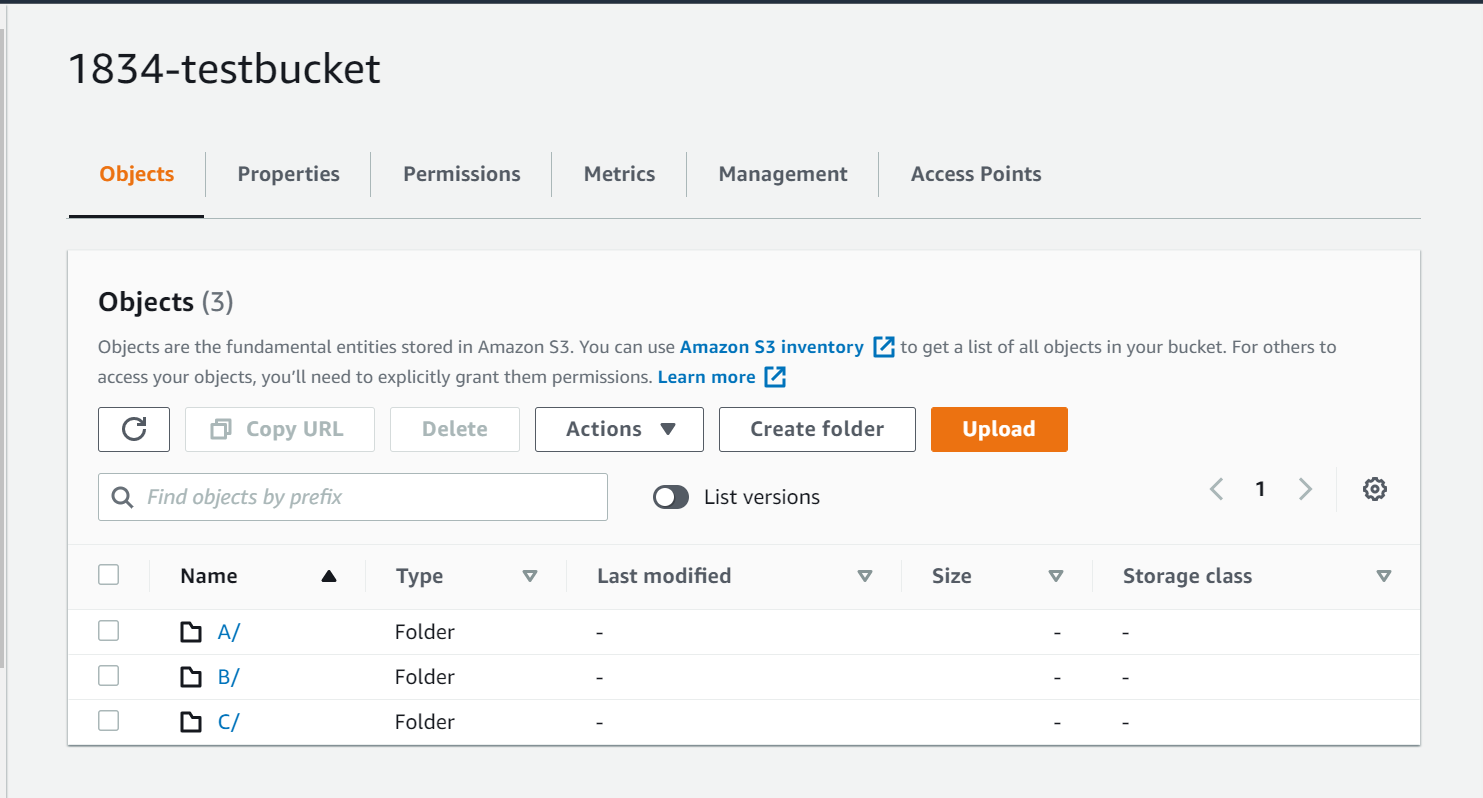 1834-testbucket
Objects Properties Permissions Metrics Management Access Points
Objects (3)
Objects are the fundamental entities stored in Amazon S3. You can use Amazon S3 inventory to get a list of all objects in your bucket. For others to
access your objects, you'll need to explicitly grant them permissions. Learn more
Copy URL Delete Actions Create folder Upload
Find objects by prefix List versions 1
Name Type Last modified Size Storage class
A/ Folder - - -
B/ Folder - - -
C/ Folder - - -